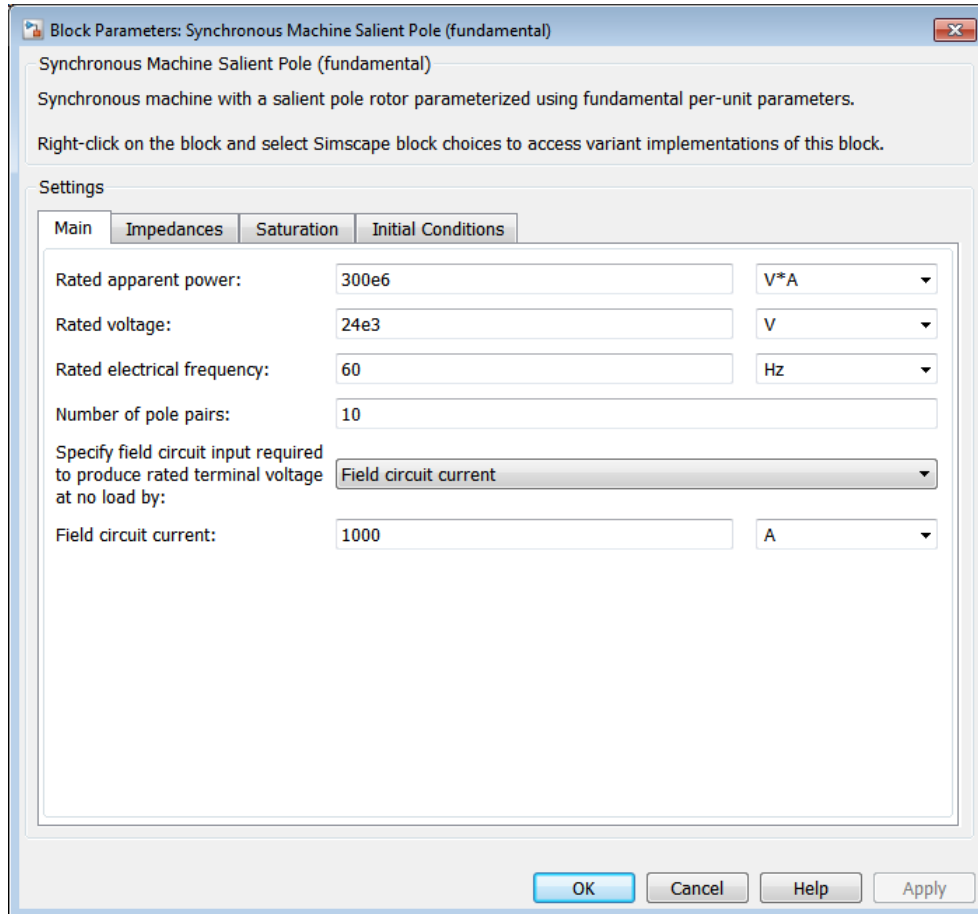 Block Parameters: Synchronous Machine Salient Pole (fundamental)
Synchronous Machine Salient Pole (fundamental)
Synchronous machine with a salient pole rotor parameterized using fundamental per-unit parameters.
Right-click on the block and select Simscape block choices to access variant implementations of this block.
Settings
Main Impedances Saturation Initial Conditions
Rated apparent power: 300e6 V*A
Rated voltage: 24e3 V
Rated electrical frequency: 60 Hz
Number of pole pairs: 10
Specify field circuit input required
to produce rated terminal voltage Field circuit current
at no load by:
Field circuit current: 1000 A
OK Cancel Help Apply